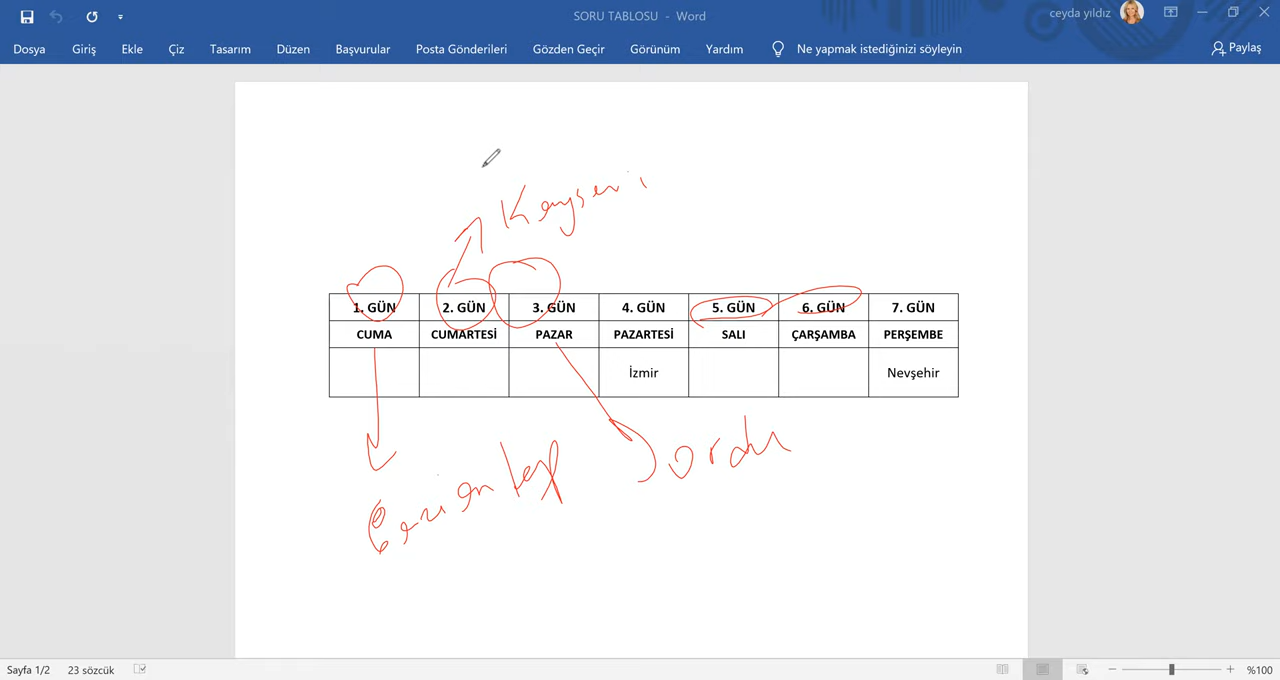 SORU TABLOSU - Word
ceyda yıldız
Dosya Giriş Ekle Çiz Tasarım Düzen Başvurular Posta Gönderileri Gözden Geçir Görünüm Yardım Ne yapmak istediğinizi söyleyin Paylaş
Kayseri
1. GÜN 2. GÜN 3. GÜN 4. GÜN 5. GÜN 6. GÜN 7. GÜN
CUMA CUMARTESİ PAZAR PAZARTESİ SALI ÇARŞAMBA PERŞEMBE
İzmir Nevşehir
ordu
Sayfa 1/2 23 sözcük %100